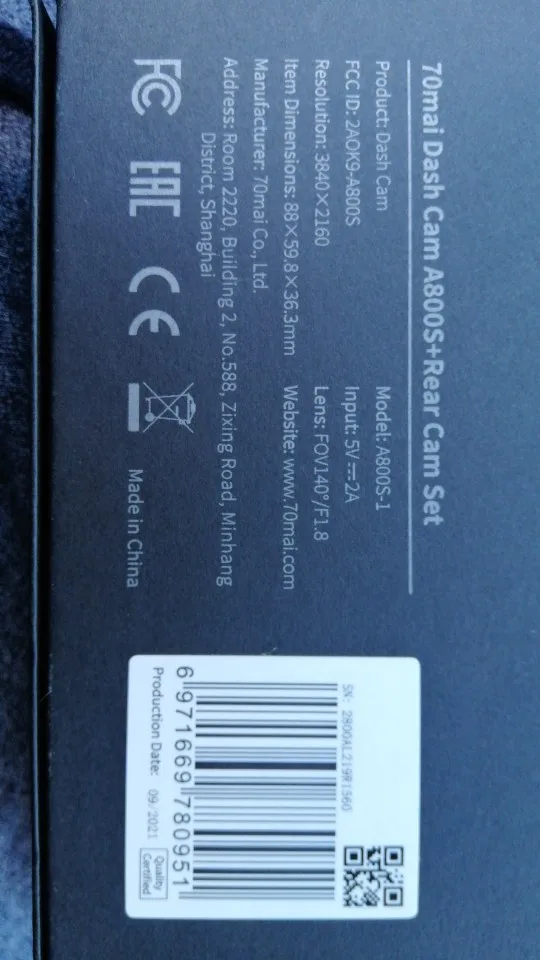 70mai Dash Cam A800S+Rear Cam Set
Product: Dash Cam Model: A800S-1
FCC ID: 2AOK9-A800S Input: 5V⎓2A
Resolution: 3840×2160 Lens: FOV140°/F1.8
Item Dimensions: 88×59.8×36.3mm Website: www.70mai.com
Manufacturer: 70mai Co., Ltd.
Address: Room 2220, Building 2, No.588, Zixing Road, Minhang
District, Shanghai
FC EAC CE Made in China
SN: 2800AL219R1560
6 971669 780951
Production Date: 09/2021 Quality
Certified